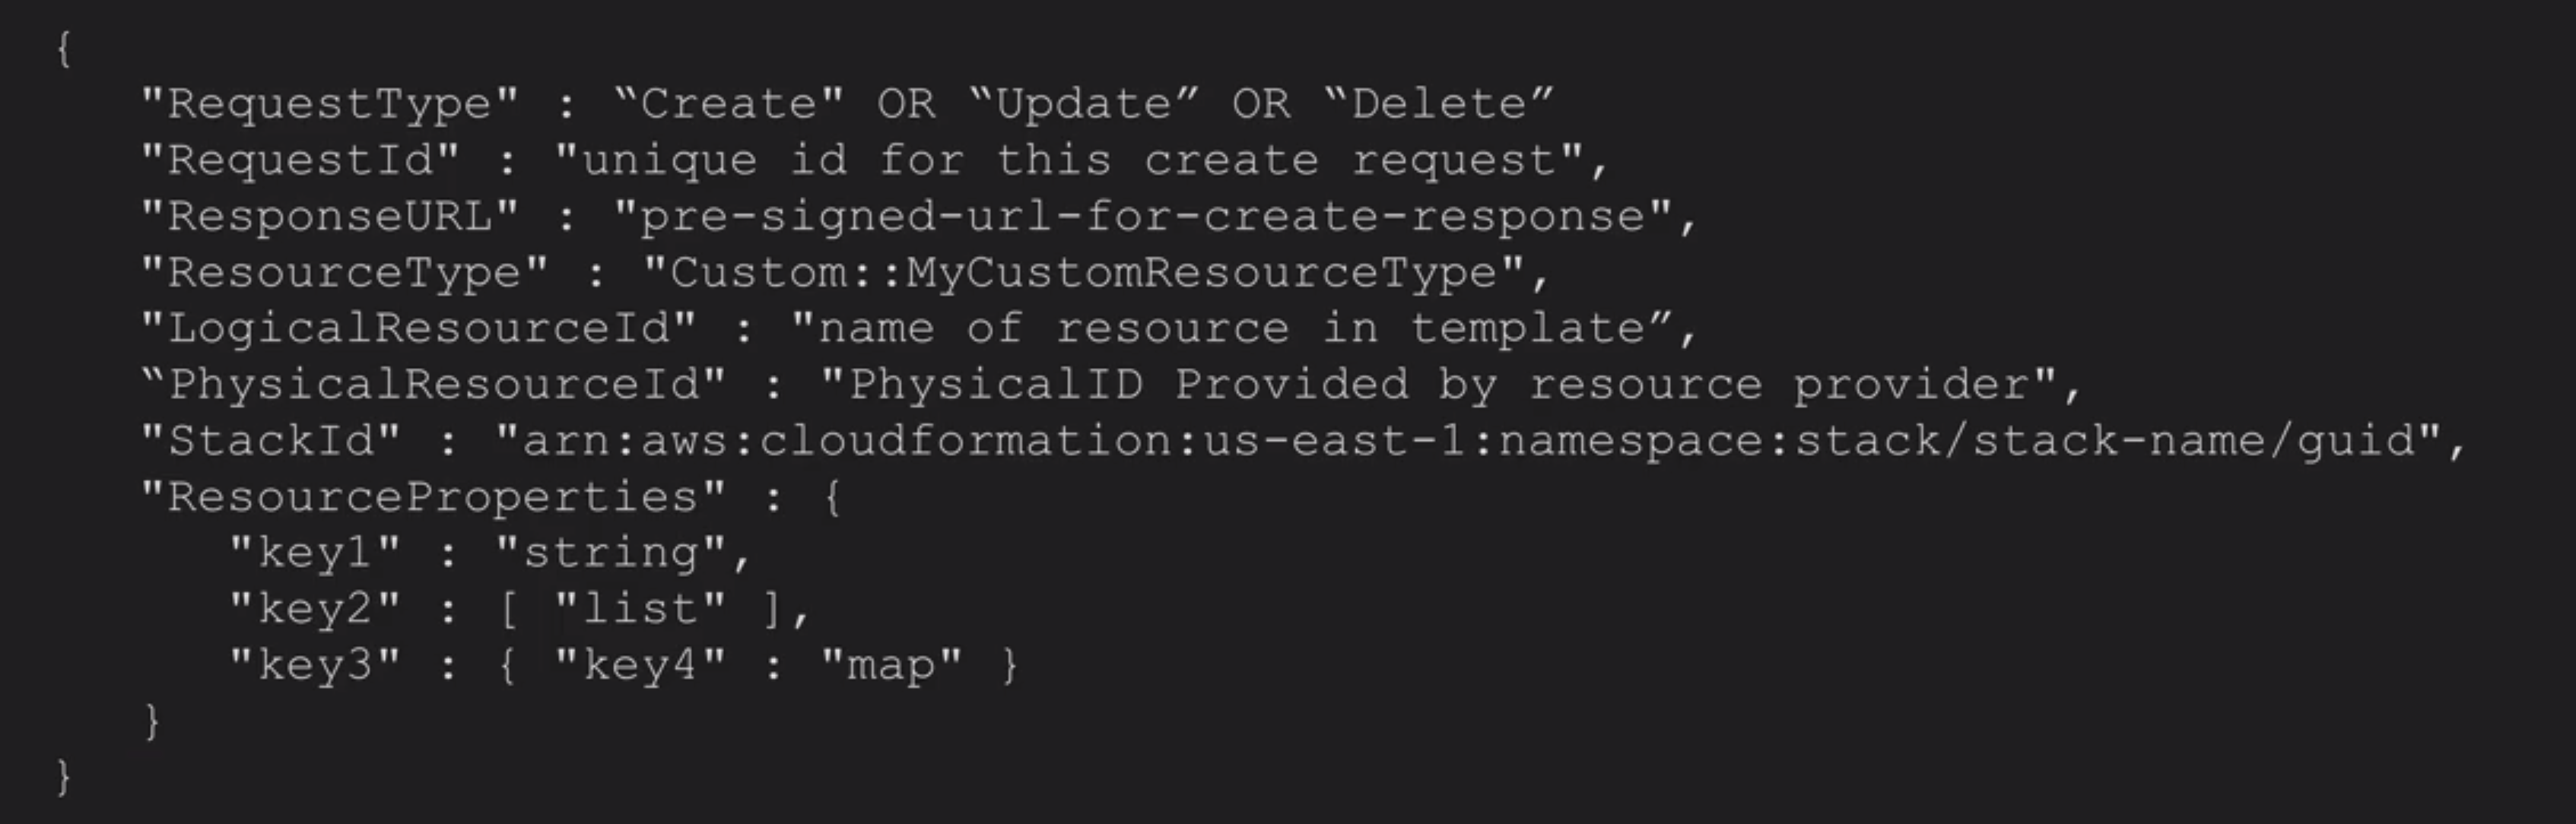 {
"RequestType" : “Create" OR “Update” OR “Delete”
"RequestId" : "unique id for this create request",
"ResponseURL" : "pre-signed-url-for-create-response",
"ResourceType" : "Custom::MyCustomResourceType",
"LogicalResourceId" : "name of resource in template”,
“PhysicalResourceId" : "PhysicalID Provided by resource provider",
"StackId" : "arn:aws:cloudformation:us-east-1:namespace:stack/stack-name/guid",
"ResourceProperties" : {
"key1" : "string",
"key2" : [ "list" ],
"key3" : { "key4" : "map" }
}
}